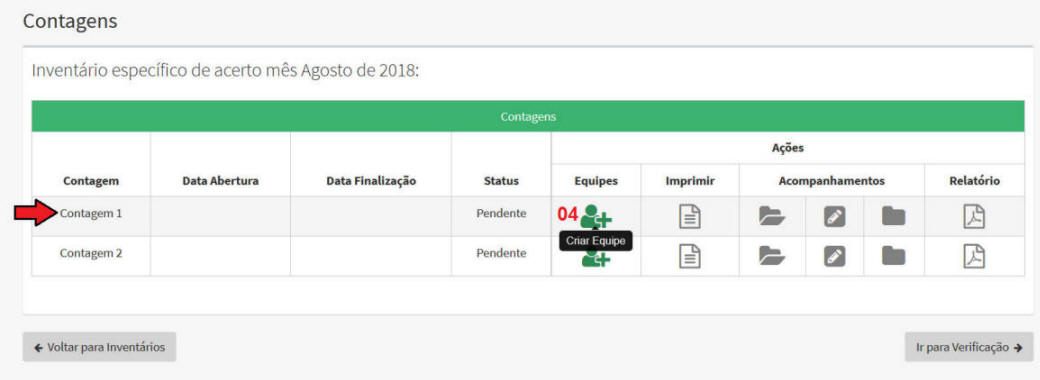 Contagens
Inventário específico de acerto mês Agosto de 2018:
Contagens
Ações
Contagem Data Abertura Data Finalização Status Equipes Imprimir Acompanhamentos Relatório
Contagem 1 Pendente 04
Criar Equipe
Contagem 2 Pendente
Voltar para Inventários Ir para Verificação